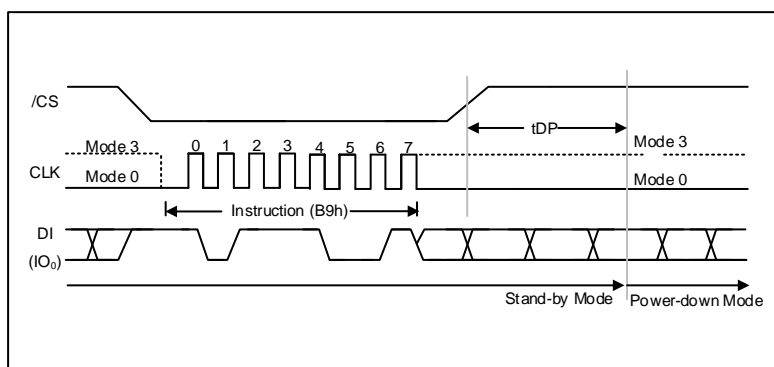 /CS
tDP
Mode 3 0 1 2 3 4 5 6 7 Mode 3
CLK
Mode 0 Mode 0
Instruction (B9h)
DI
(IO₀)
Stand-by Mode Power-down Mode